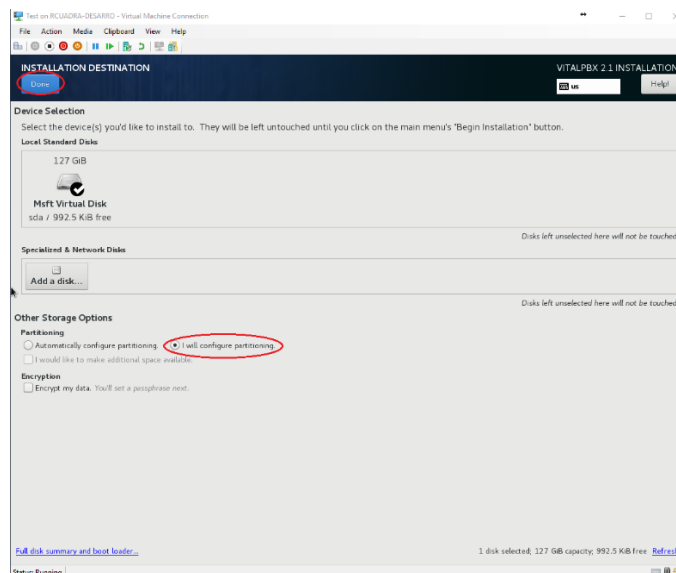 Test on RCUADRA-DESARRO - Virtual Machine Connection
File Action Media Clipboard View Help
INSTALLATION DESTINATION
VITALPBX 2.1 INSTALLATION
Done
us
Help!
Device Selection
Select the device(s) you'd like to install to. They will be left untouched until you click on the main menu's "Begin Installation" button.
Local Standard Disks
127 GiB
Msft Virtual Disk
sda / 992.5 KiB free
Disks left unselected here will not be touched
Specialized & Network Disks
Add a disk...
Disks left unselected here will not be touched
Other Storage Options
Partitioning
Automatically configure partitioning.
I will configure partitioning.
I would like to make additional space available.
Encryption
Encrypt my data. You'll set a passphrase next.
Full disk summary and boot loader...
1 disk selected; 127 GiB capacity; 992.5 KiB free Refres
Status: Running